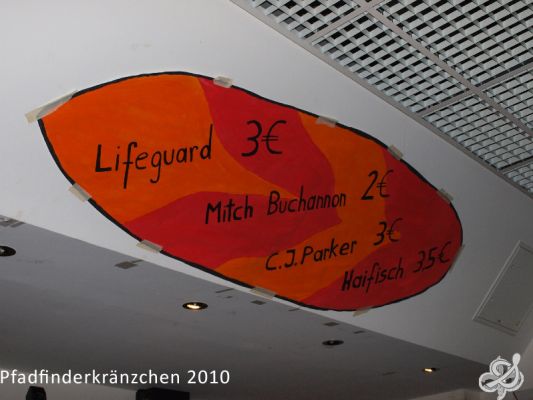 Lifeguard 3€
Mitch Buchannon 2€
C.J. Parker 3€
Haifisch 3.5€
Pfadfinderkränzchen 2010